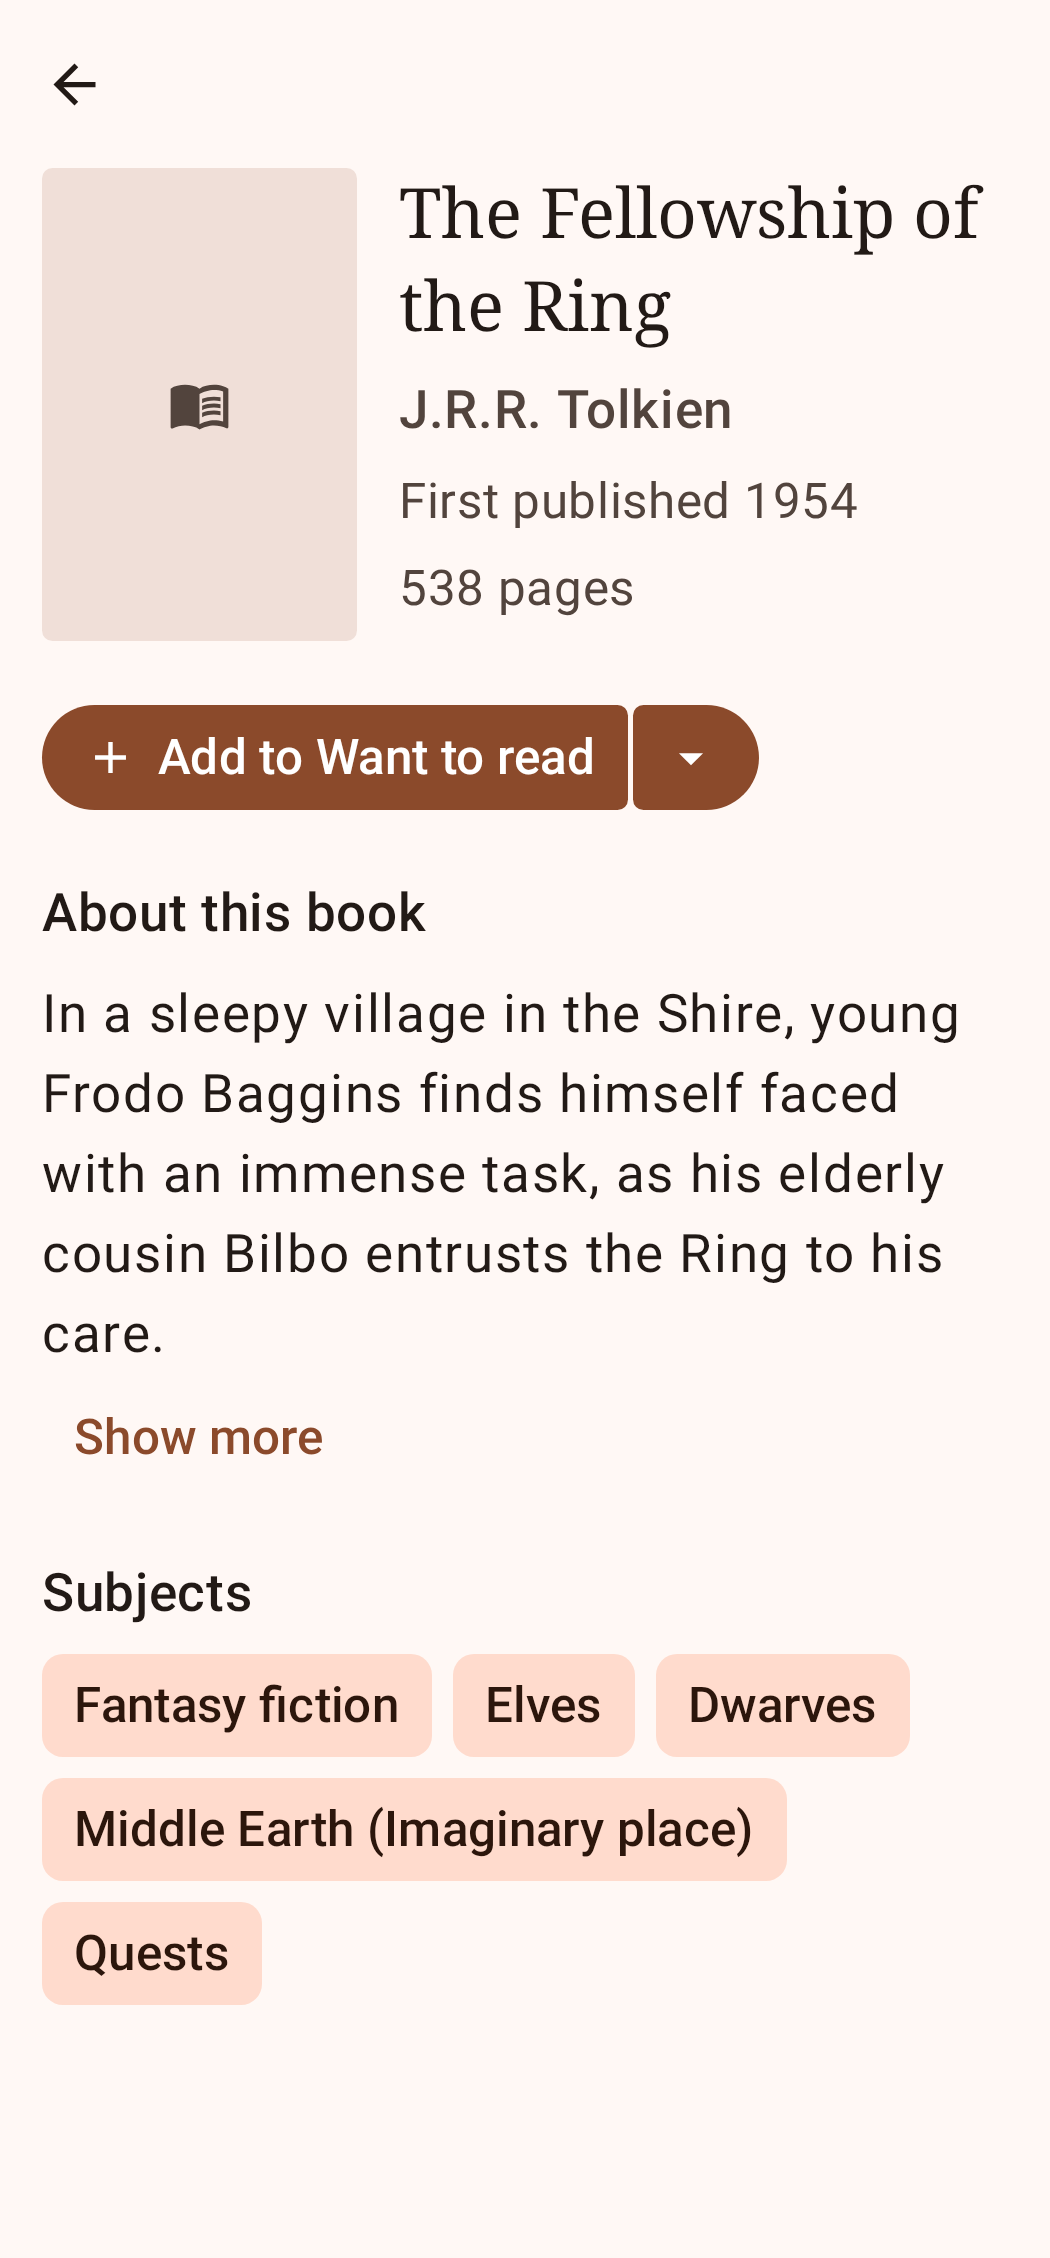 The Fellowship of
the Ring
J.R.R. Tolkien
First published 1954
538 pages
Add to Want to read
About this book
In a sleepy village in the Shire, young
Frodo Baggins finds himself faced
with an immense task, as his elderly
cousin Bilbo entrusts the Ring to his
care.
Show more
Subjects
Fantasy fiction
Elves
Dwarves
Middle Earth (Imaginary place)
Quests